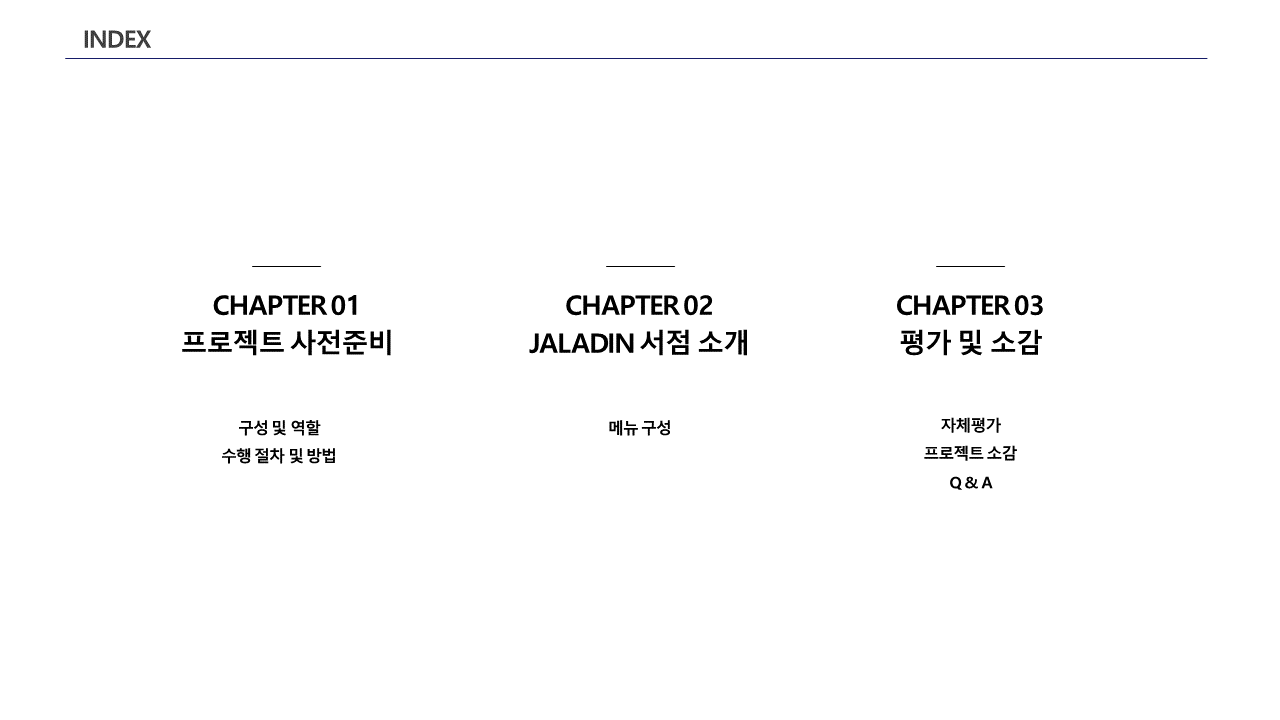 INDEX
CHAPTER 01
프로젝트 사전준비
구성 및 역할
수행 절차 및 방법
CHAPTER 02
JALADIN 서점 소개
메뉴 구성
CHAPTER 03
평가 및 소감
자체평가
프로젝트 소감
Q & A